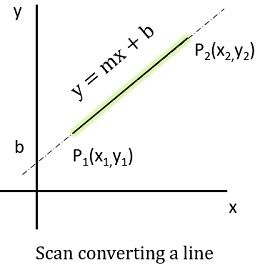 y
y = mx + b
P₂(x₂,y₂)
b
P₁(x₁,y₁)
x
Scan converting a line